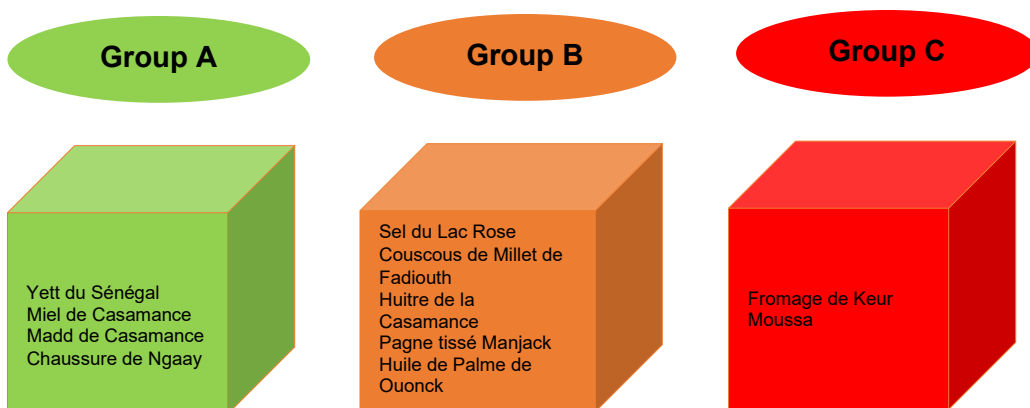 Group A
Group B
Group C
Yett du Sénégal
Miel de Casamance
Madd de Casamance
Chaussure de Ngaay
Sel du Lac Rose
Couscous de Millet de
Fadiouth
Huitre de la
Casamance
Pagne tissé Manjack
Huile de Palme de
Ouonck
Fromage de Keur
Moussa